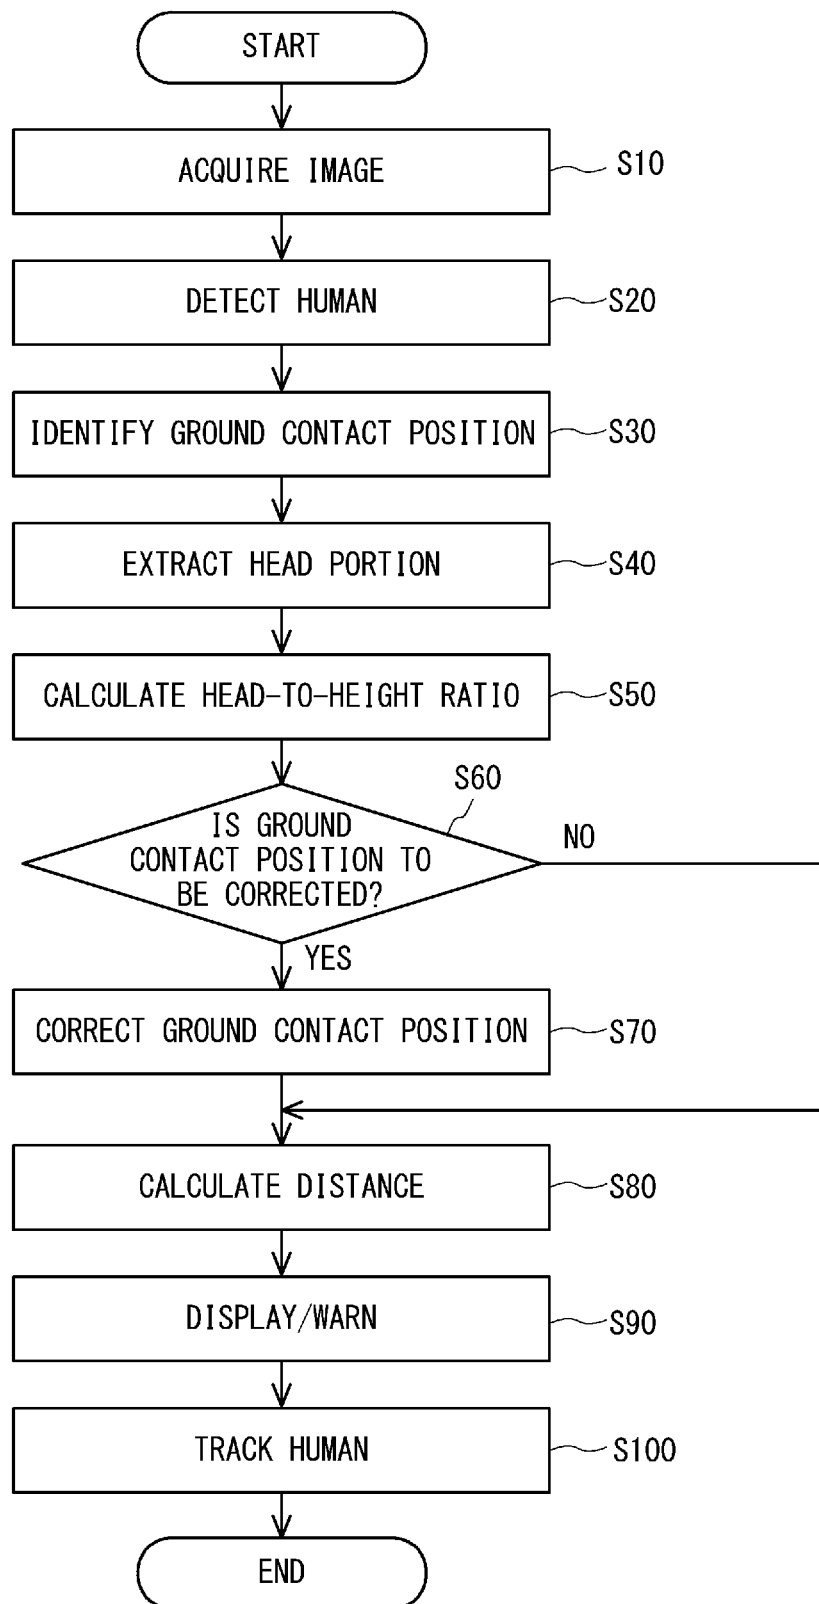 START
ACQUIRE IMAGE
S10
DETECT HUMAN
S20
IDENTIFY GROUND CONTACT POSITION
S30
EXTRACT HEAD PORTION
S40
CALCULATE HEAD-TO-HEIGHT RATIO
S50
S60
IS GROUND
CONTACT POSITION TO
BE CORRECTED?
NO
YES
CORRECT GROUND CONTACT POSITION
S70
CALCULATE DISTANCE
S80
DISPLAY/WARN
S90
TRACK HUMAN
S100
END